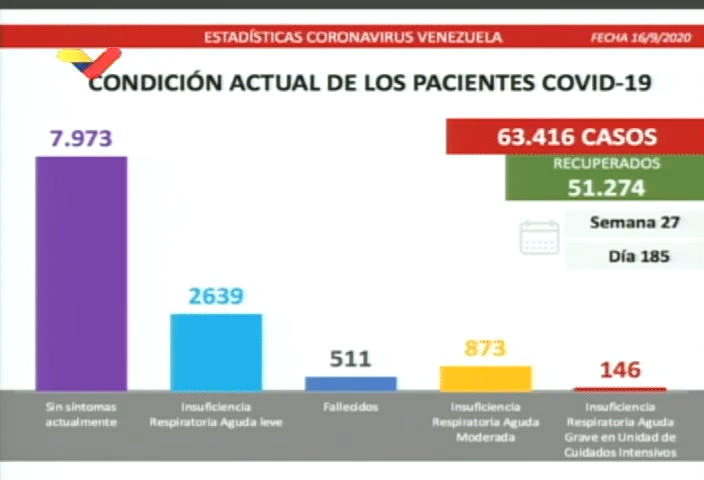 ESTADÍSTICAS CORONAVIRUS VENEZUELA
FECHA 16/9/2020
CONDICIÓN ACTUAL DE LOS PACIENTES COVID-19
63.416 CASOS
RECUPERADOS
51.274
Semana 27
Día 185
7.973
2639
511
873
146
Sin síntomas
actualmente
Insuficiencia
Respiratoria Aguda leve
Fallecidos
Insuficiencia
Respiratoria Aguda
Moderada
Insuficiencia
Respiratoria Aguda
Grave en Unidad de
Cuidados Intensivos